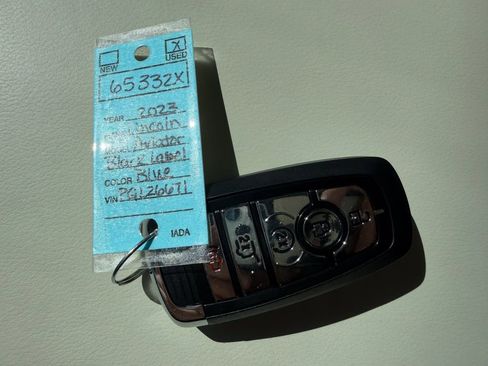 NEW
X
USED
65332X
YEAR 2023
Lincoln
Aviator
Black Label
COLOR Blue
VIN PGL26671
IADA